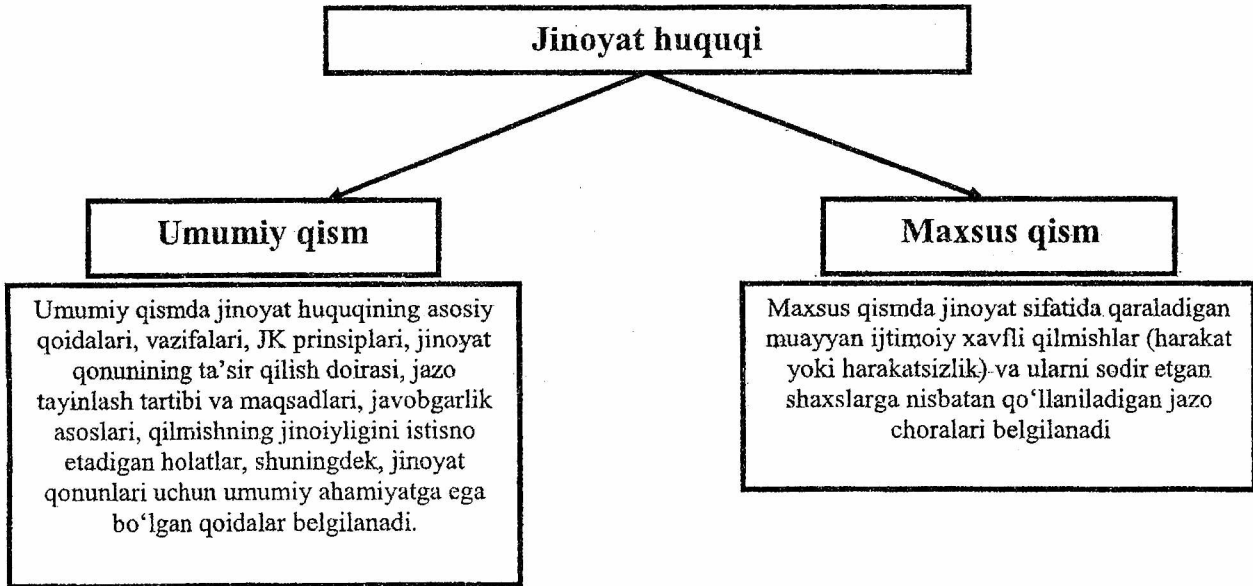 Jinoyat huquqi
Umumiy qism
Umumiy qismda jinoyat huquqining asosiy
qoidalari, vazifalari, JK prinsiplari, jinoyat
qonunining ta’sir qilish doirasi, jazo
tayinlash tartibi va maqsadlari, javobgarlik
asoslari, qilmishning jinoiyligini istisno
etadigan holatlar, shuningdek, jinoyat
qonunlari uchun umumiy ahamiyatga ega
bo‘lgan qoidalar belgilanadi.
Maxsus qism
Maxsus qismda jinoyat sifatida qaraladigan
muayyan ijtimoiy xavfli qilmishlar (harakat
yoki harakatsizlik) va ularni sodir etgan
shaxslarga nisbatan qo‘llaniladigan jazo
choralari belgilanadi